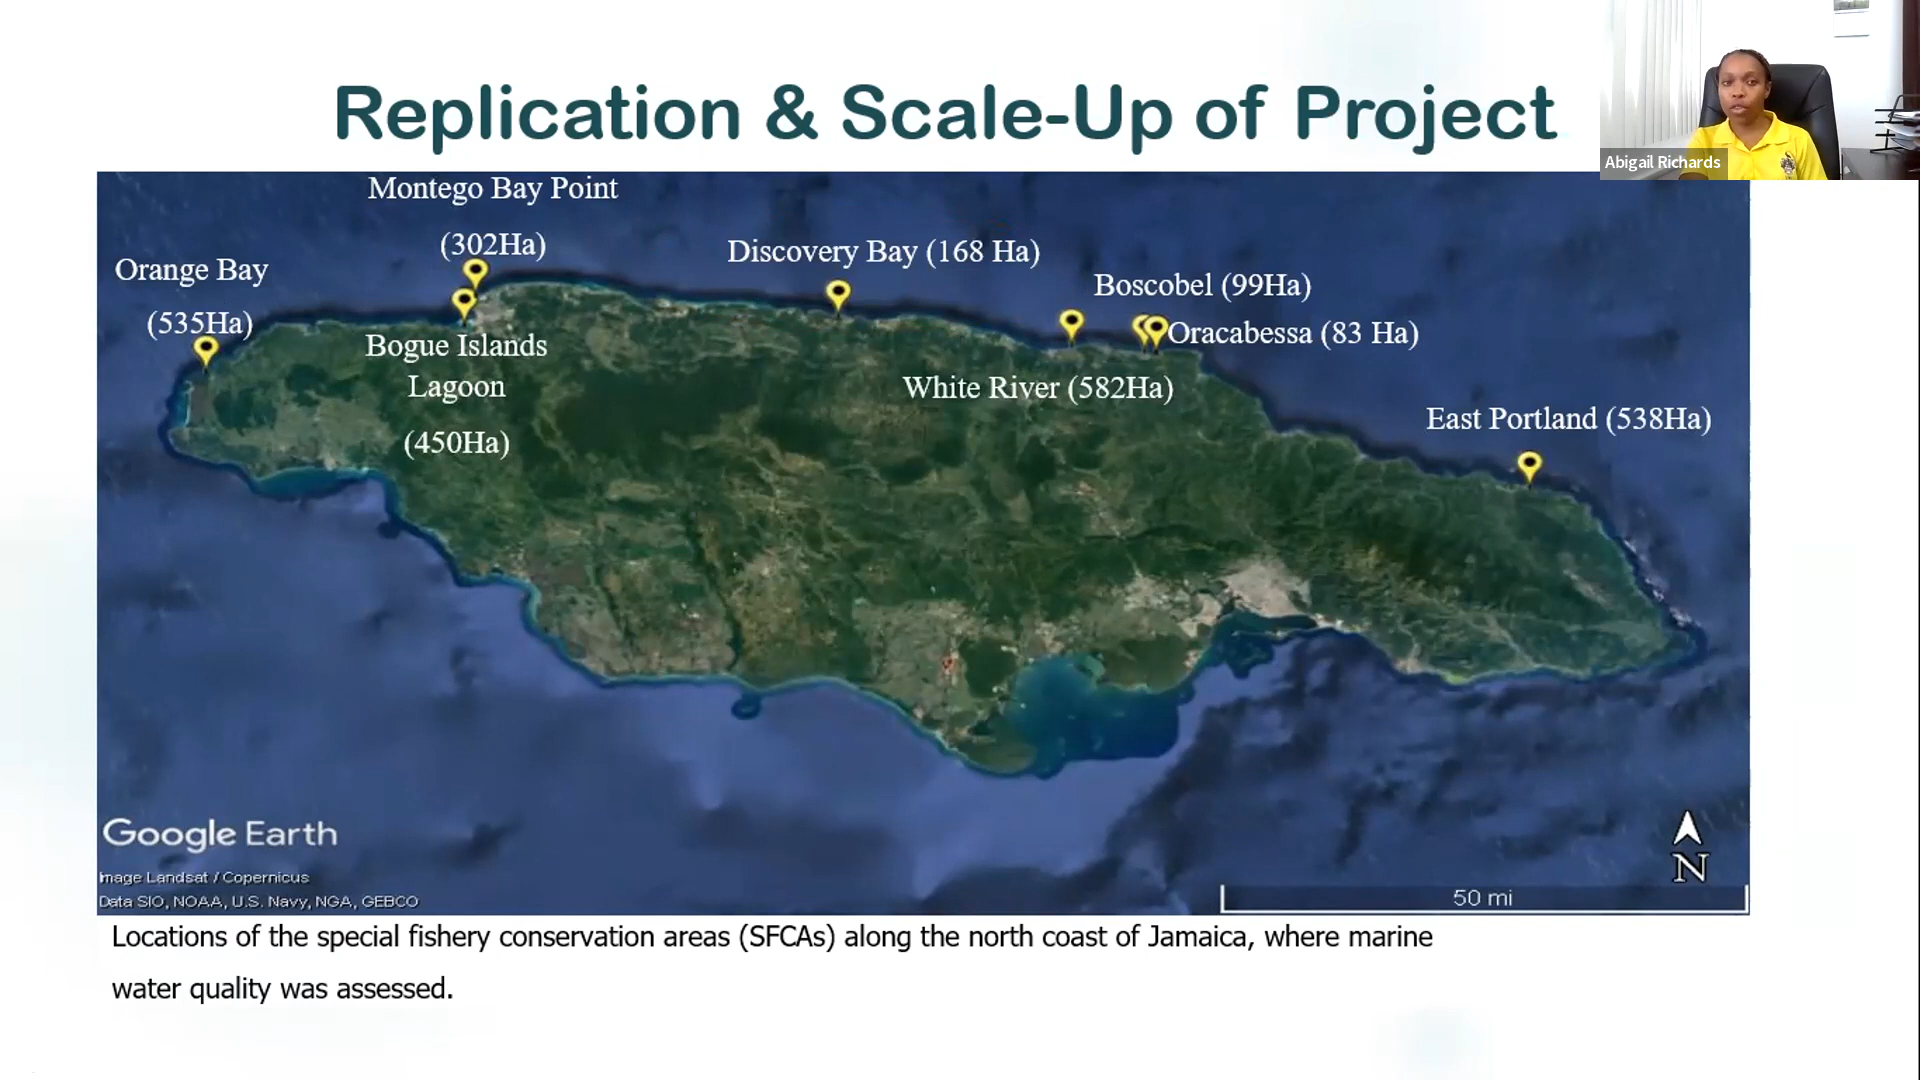 Replication & Scale-Up of Project
Abigail Richards
Montego Bay Point
(302Ha)
Orange Bay
(535Ha)
Discovery Bay (168 Ha)
Boscobel (99Ha)
Oracabessa (83 Ha)
Bogue Islands
Lagoon
(450Ha)
White River (582Ha)
East Portland (538Ha)
Google Earth
Image Landsat / Copernicus
Data SIO, NOAA, U.S. Navy, NGA, GEBCO
N
50 mi
Locations of the special fishery conservation areas (SFCAs) along the north coast of Jamaica, where marine
water quality was assessed.